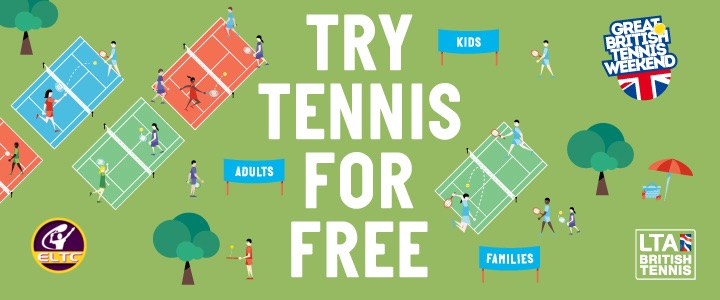 TRY
TENNIS
FOR
FREE
KIDS
ADULTS
FAMILIES
GREAT
BRITISH
TENNIS
WEEKEND
ELTC
LTA
BRITISH
TENNIS